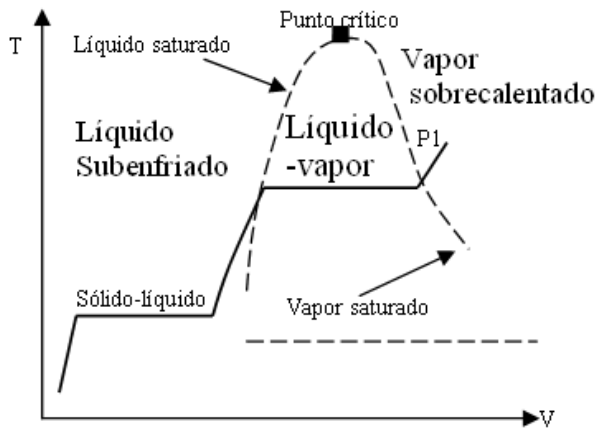 Punto crítico
T
Líquido saturado
Vapor
sobrecalentado
Líquido
Subenfriado
Líquido
-vapor
P1
Sólido-líquido
Vapor saturado
V